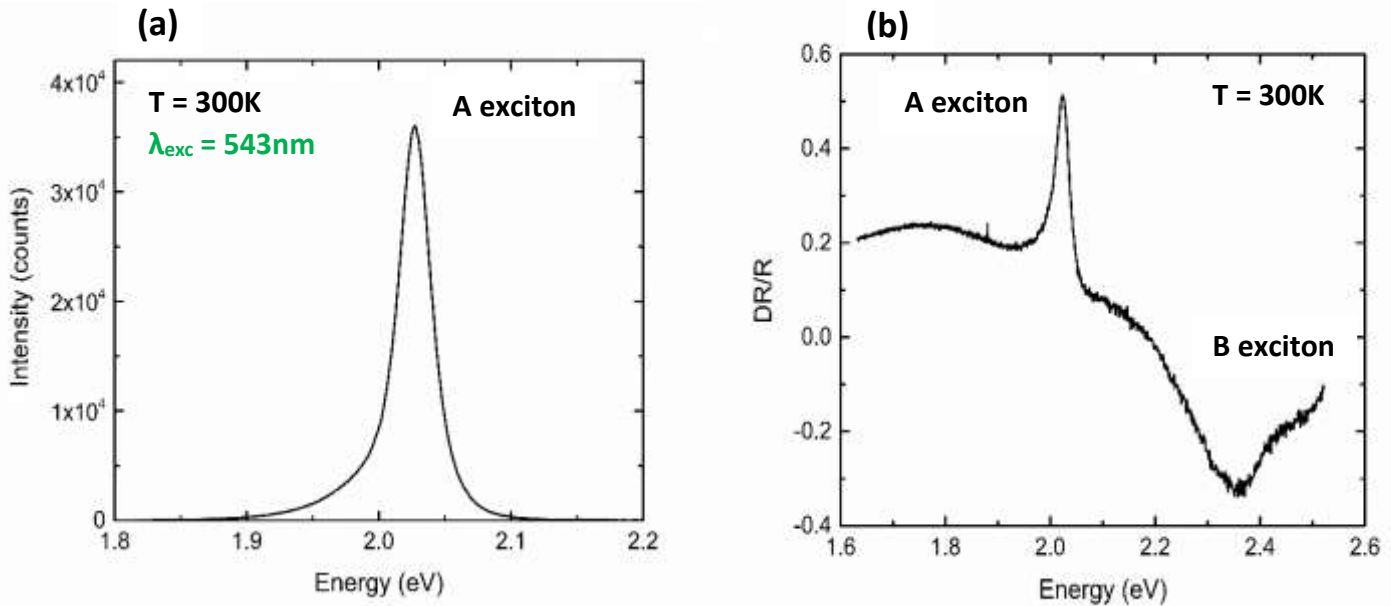 (a)
T = 300K
λexc = 543nm
A exciton
Intensity (counts)
4x10⁴
3x10⁴
2x10⁴
1x10⁴
0
1.8 1.9 2.0 2.1 2.2
Energy (eV)
(b)
A exciton
T = 300K
B exciton
DR/R
0.6
0.4
0.2
0.0
-0.2
-0.4
1.6 1.8 2.0 2.2 2.4 2.6
Energy (eV)